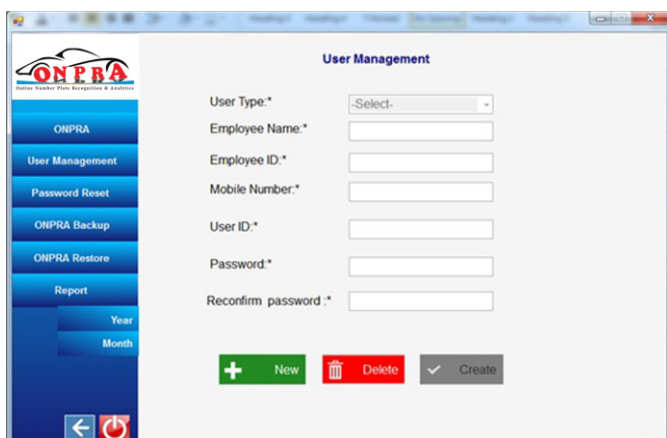 ONPRA
Online Number Plate Recognition & Analytics
ONPRA
User Management
Password Reset
ONPRA Backup
ONPRA Restore
Report
Year
Month
User Management
User Type:*
-Select-
Employee Name:*
Employee ID:*
Mobile Number:*
User ID:*
Password:*
Reconfirm password :*
New
Delete
Create